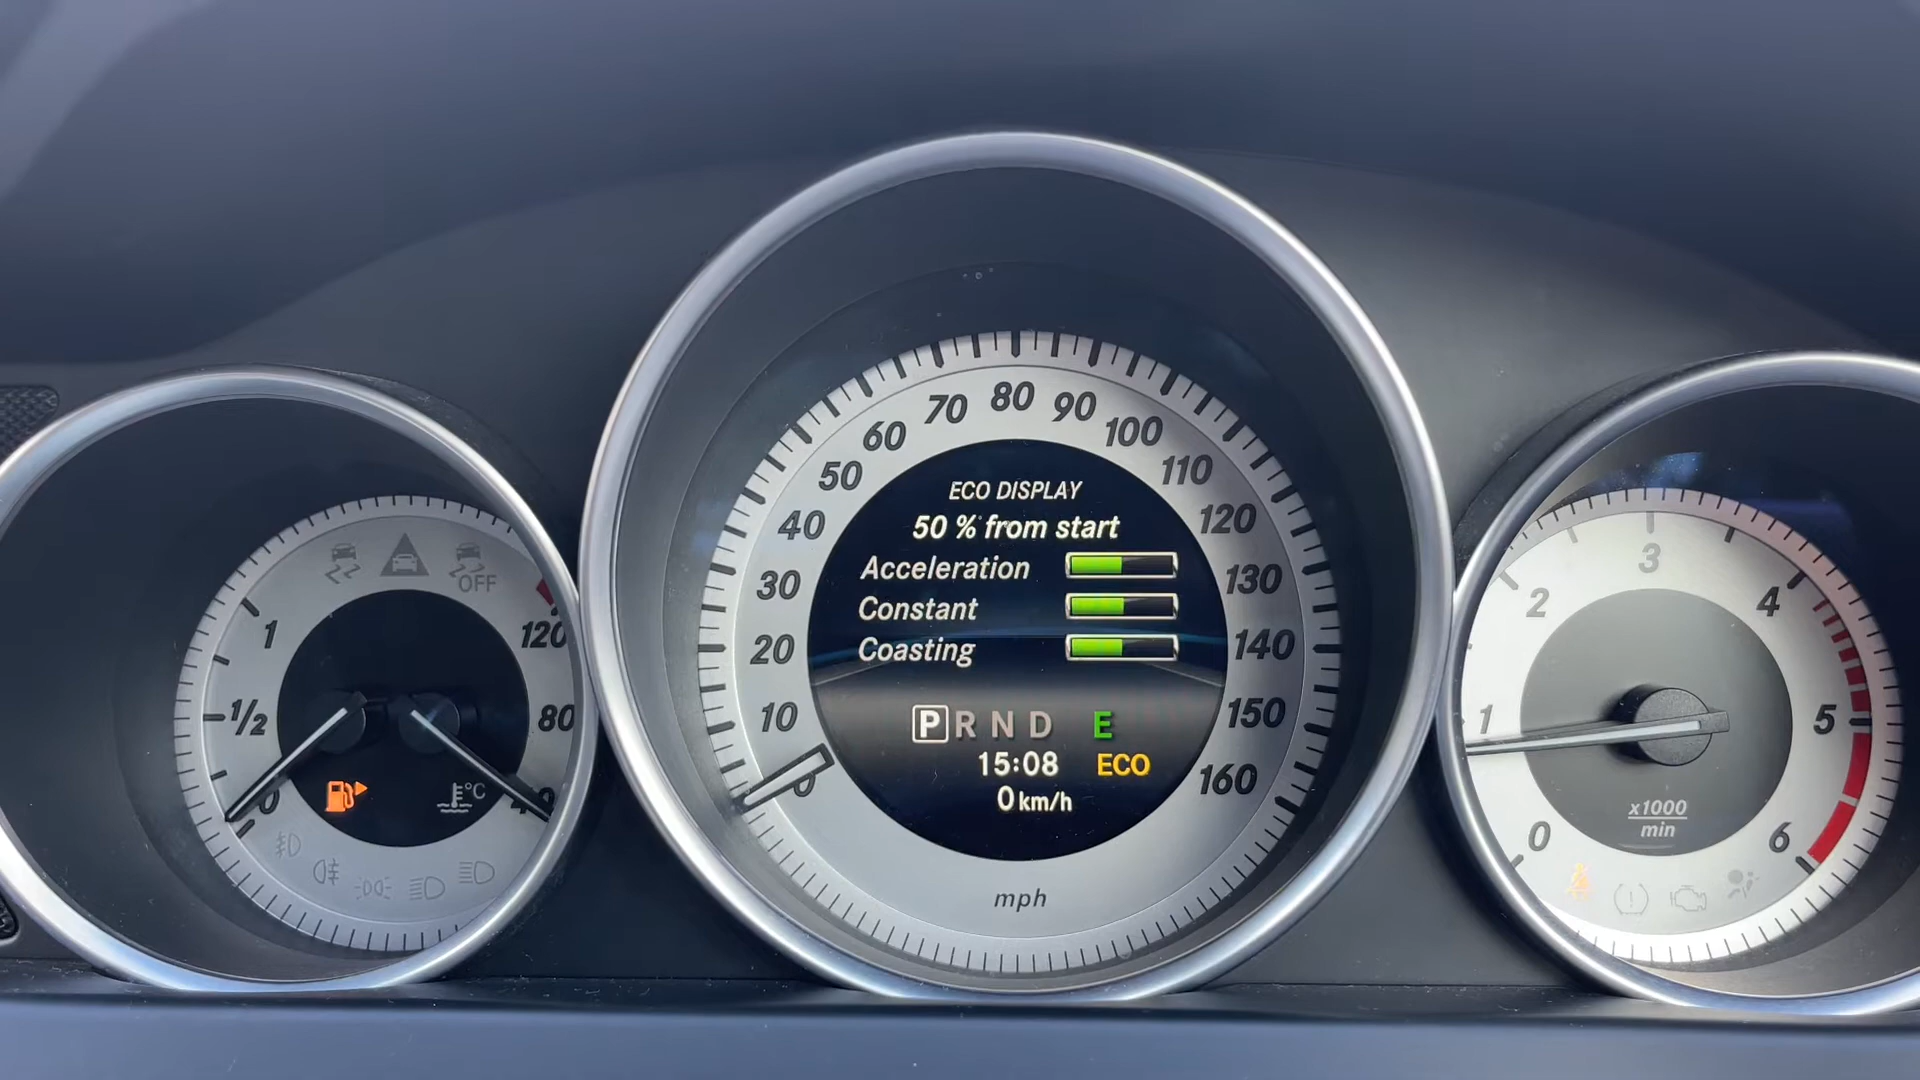 OFF
1
1/2
0
120
80
40
°C
0
10
20
30
40
50
60
70
80
90
100
110
120
130
140
150
160
mph
ECO DISPLAY
50 % from start
Acceleration
Constant
Coasting
P R N D E
15:08 ECO
0 km/h
0
1
2
3
4
5
6
x1000
min